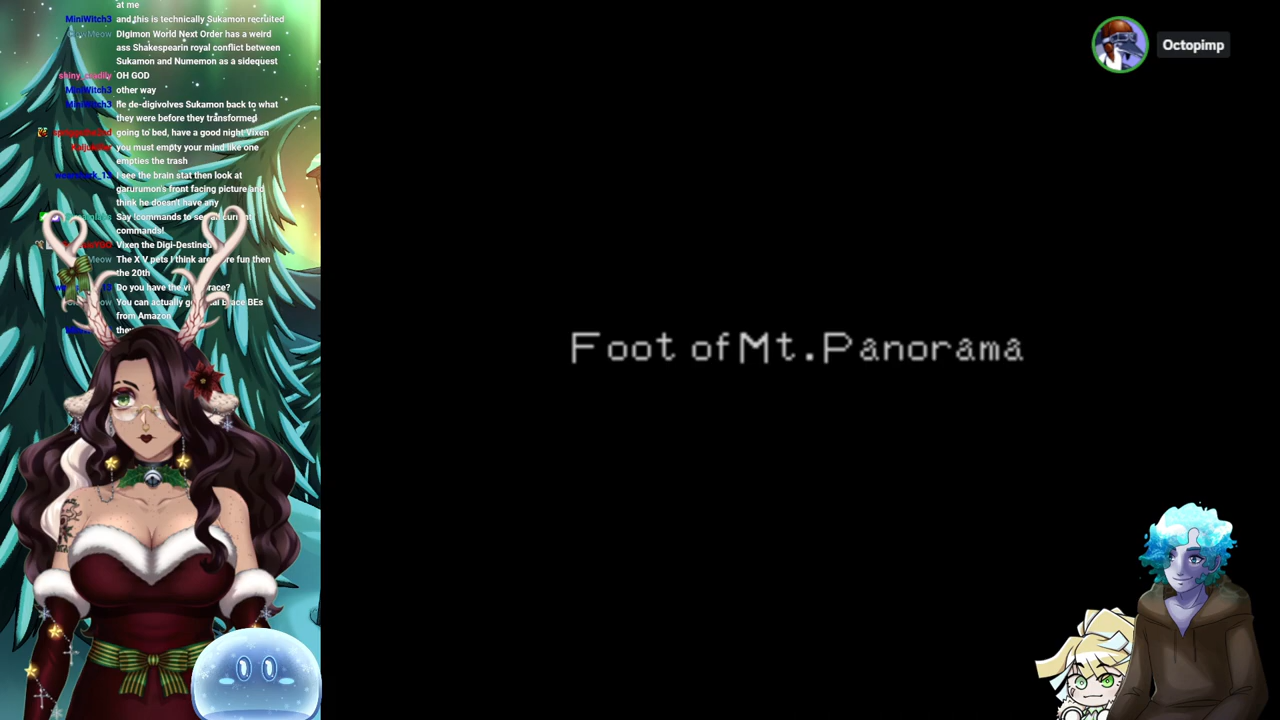 at me
MiniWitch3 and this is technically Sukamon recruited
DIgimon World Next Order has a weird
ass Shakespearin royal conflict between
Sukamon and Numemon as a sidequest
OH GOD
MiniWitch3 other way
MiniWitch3 he de-digivolves Sukamon back to what
they were before they transformed
going to bed, have a good night Vixen
you must empty your mind like one
empties the trash
I see the brain stat then look at
garurumon's front facing picture and
think he doesn't have any
Say !commands to see all current
commands!
Vixen the Digi-Destined
Meow The X V pets I think are more fun then
the 20th
Do you have the
You can actually
Brace BEs
from Amazon
Foot of Mt.Panorama
Octopimp